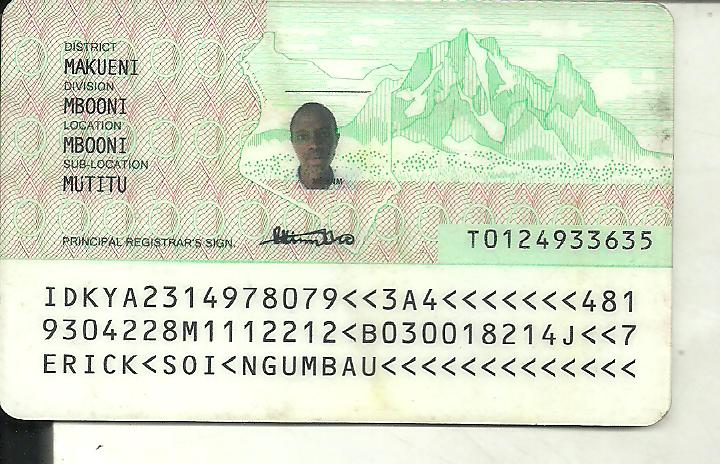 DISTRICT
MAKUENI
DIVISION
MBOONI
LOCATION
MBOONI
SUB-LOCATION
MUTITU
PRINCIPAL REGISTRAR'S SIGN.
T0124933635
IDKYA2314978079<<3A4<<<<<<<481
9304228M1112212<B030018214J<<7
ERICK<SOI<NGUMBAU<<<<<<<<<<<<<